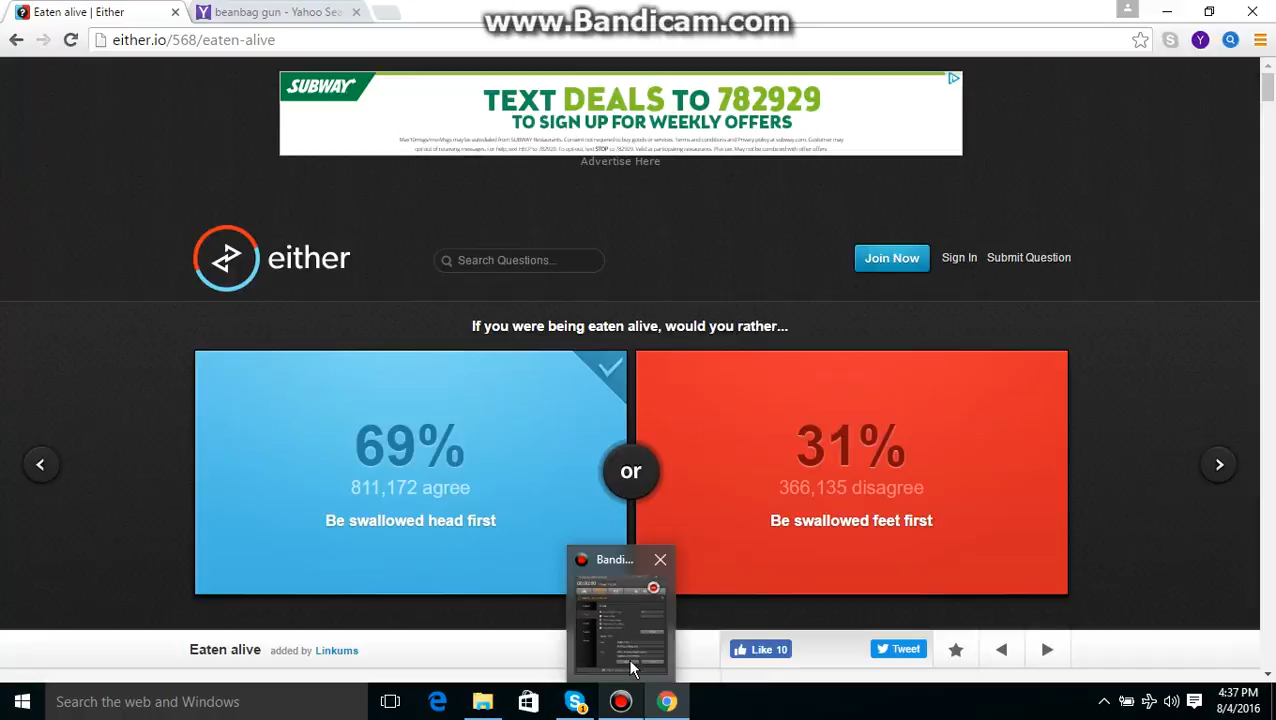 Eaten alive | Either
beanbag gun - Yahoo Sea
www.Bandicam.com
either.io/568/eaten-alive
SUBWAY
TEXT DEALS TO 782929
TO SIGN UP FOR WEEKLY OFFERS
Advertise Here
either
Search Questions...
Join Now
Sign In
Submit Question
If you were being eaten alive, would you rather...
69%
811,172 agree
Be swallowed head first
or
31%
366,135 disagree
Be swallowed feet first
Bandi...
Eaten alive added by Linkums
Like 10
Tweet
Search the web and Windows
4:37 PM
8/4/2016